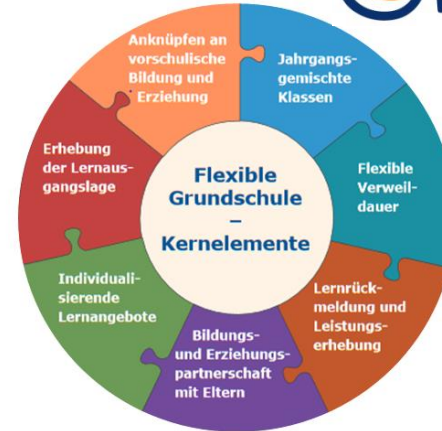 Flexible
Grundschule
–
Kernelemente
Jahrgangs-
gemischte
Klassen
Flexible
Verweil-
dauer
Lernrück-
meldung und
Leistungs-
erhebung
Bildungs-
und Erziehungs-
partnerschaft
mit Eltern
Individuali-
sierende
Lernangebote
Erhebung
der Lernaus-
gangslage
Anknüpfen an
vorschulische
Bildung und
Erziehung